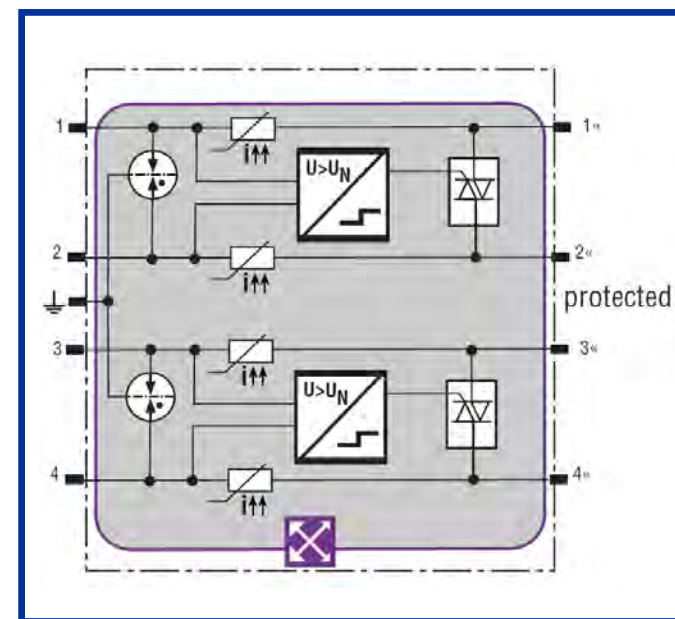 1 1«
i↑↑
U>UN
2 2«
i↑↑
protected
3 3«
i↑↑
U>UN
4 4«
i↑↑